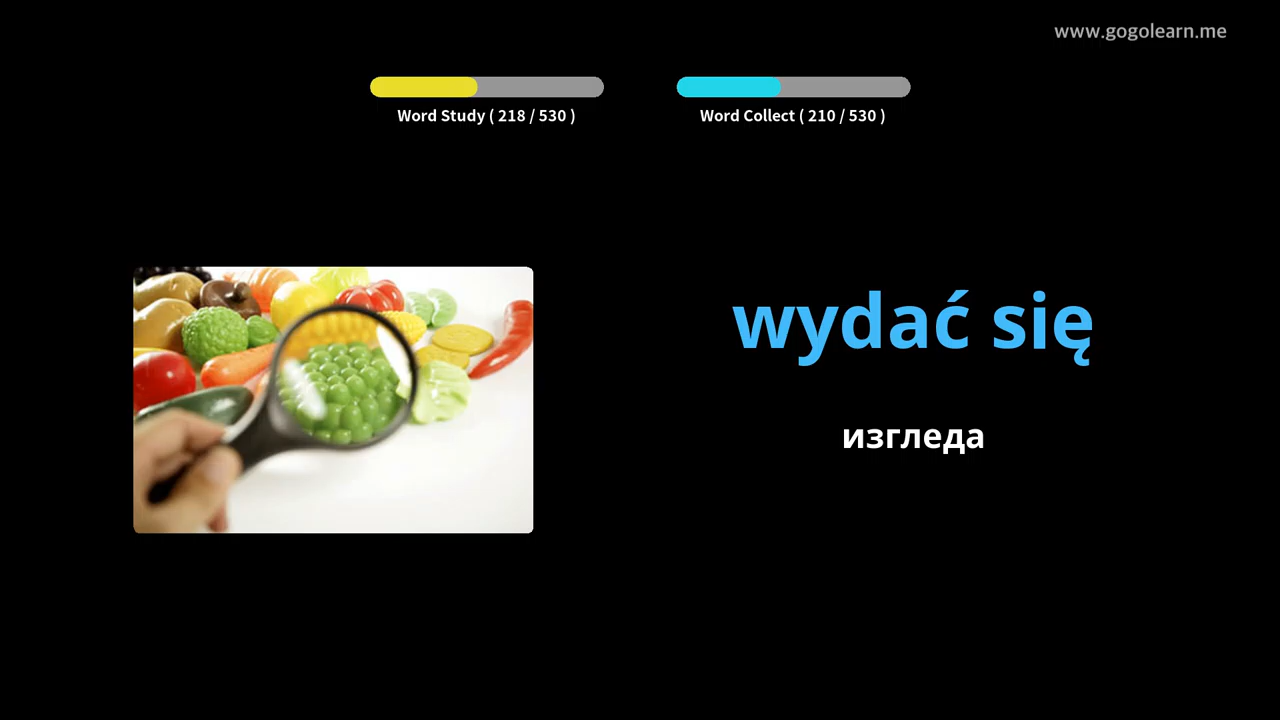 www.gogolearn.me
Word Study ( 218 / 530 )
Word Collect ( 210 / 530 )
wydać się
изгледа